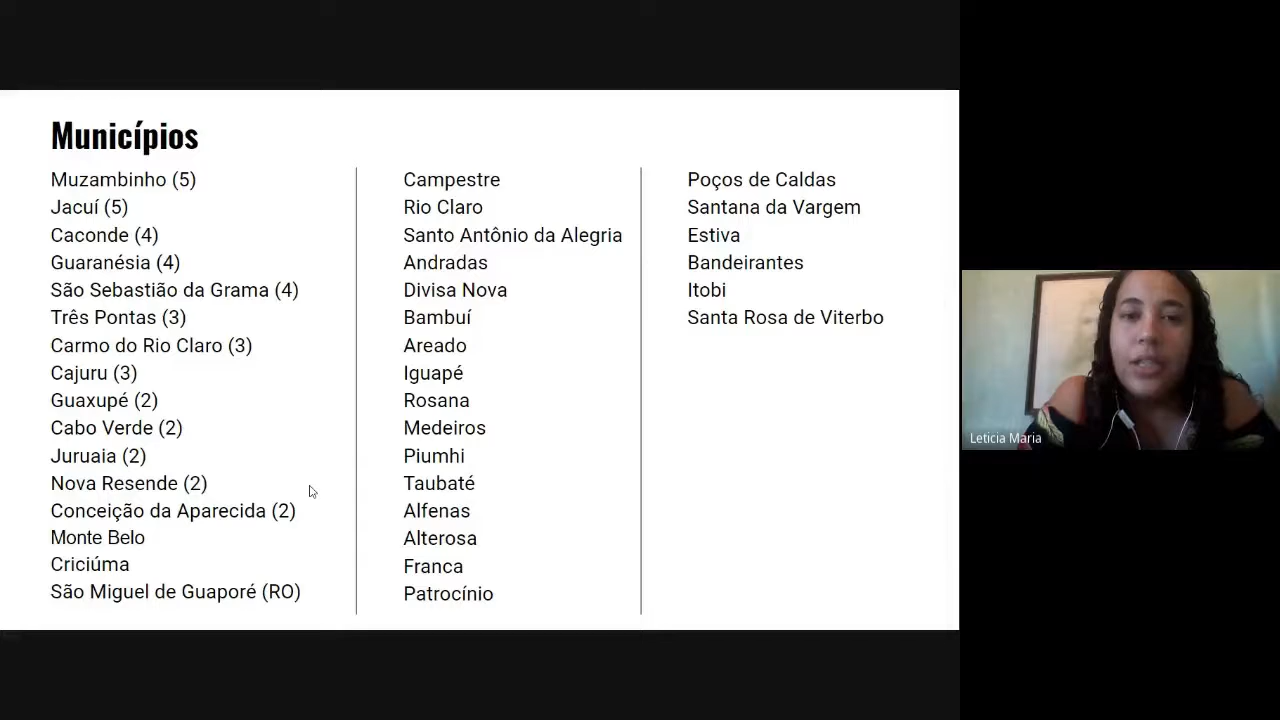 Municípios
Muzambinho (5)
Jacuí (5)
Caconde (4)
Guaranésia (4)
São Sebastião da Grama (4)
Três Pontas (3)
Carmo do Rio Claro (3)
Cajuru (3)
Guaxupé (2)
Cabo Verde (2)
Juruaia (2)
Nova Resende (2)
Conceição da Aparecida (2)
Monte Belo
Criciúma
São Miguel de Guaporé (RO)
Campestre
Rio Claro
Santo Antônio da Alegria
Andradas
Divisa Nova
Bambuí
Areado
Iguapé
Rosana
Medeiros
Piumhi
Taubaté
Alfenas
Alterosa
Franca
Patrocínio
Poços de Caldas
Santana da Vargem
Estiva
Bandeirantes
Itobi
Santa Rosa de Viterbo
Leticia Maria